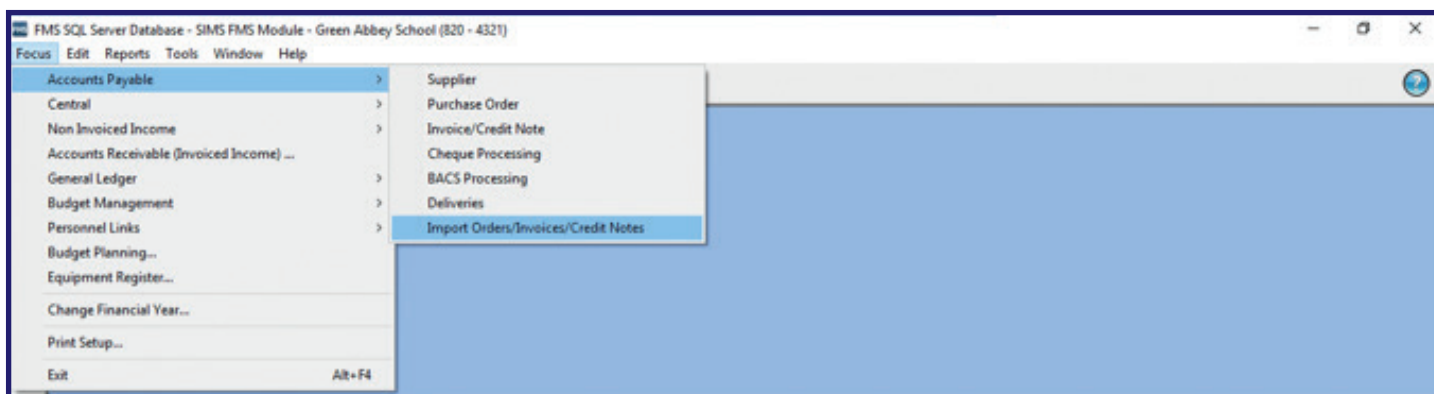 FMS SQL Server Database - SIMS FMS Module - Green Abbey School (820 - 4321)
Focus Edit Reports Tools Window Help
Accounts Payable >
Central >
Non Invoiced Income >
Accounts Receivable (Invoiced Income) ...
General Ledger >
Budget Management >
Personnel Links >
Budget Planning...
Equipment Register...
Change Financial Year...
Print Setup...
Exit Alt+F4
Supplier
Purchase Order
Invoice/Credit Note
Cheque Processing
BACS Processing
Deliveries
Import Orders/Invoices/Credit Notes
?